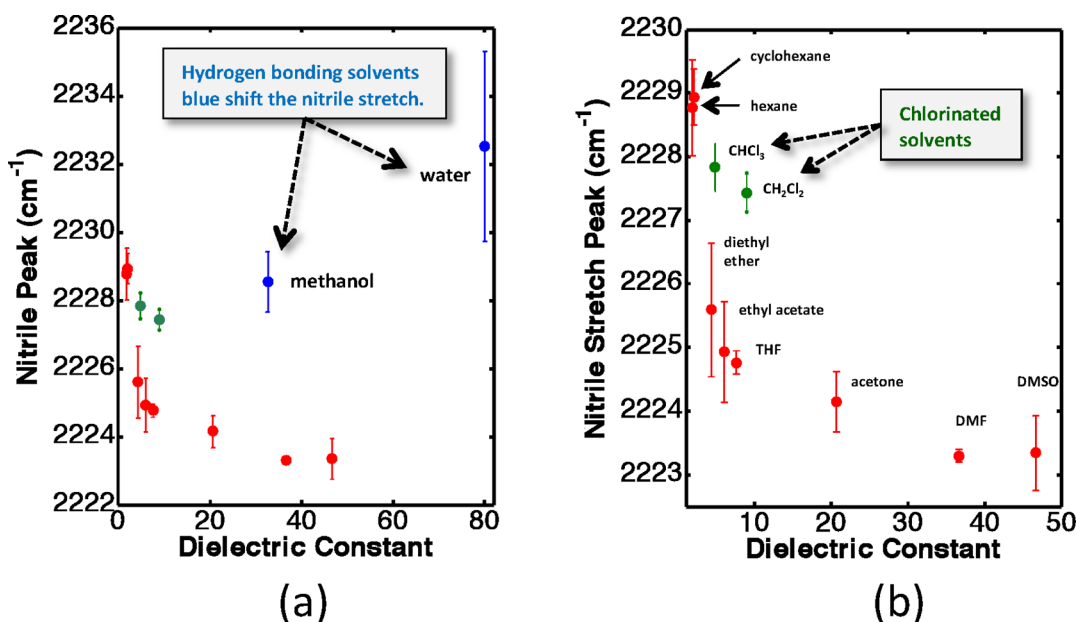 2236
2234
2232
2230
2228
2226
2224
2222
Nitrile Peak (cm⁻¹)
Hydrogen bonding solvents
blue shift the nitrile stretch.
water
methanol
0 20 40 60 80
Dielectric Constant
(a)
2230
2229
2228
2227
2226
2225
2224
2223
Nitrile Stretch Peak (cm⁻¹)
cyclohexane
hexane
Chlorinated
solvents
CHCl₃
CH₂Cl₂
diethyl
ether
ethyl acetate
THF
acetone
DMSO
DMF
10 20 30 40 50
Dielectric Constant
(b)